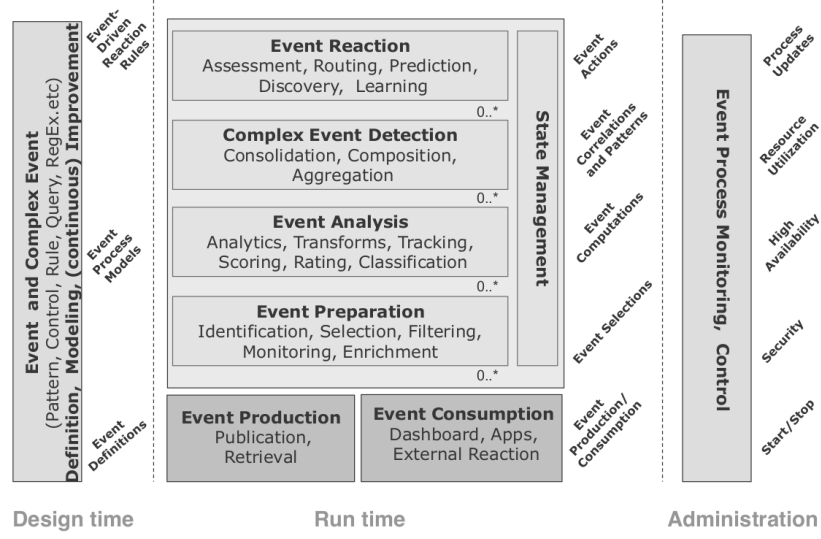 Event and Complex Event
(Pattern, Control, Rule, Query, RegEx.etc)
Definition, Modeling, (continuous) Improvement
Event-
Driven
Reaction
Rules
Event
Process
Models
Event
Definitions
Event Reaction
Assessment, Routing, Prediction,
Discovery, Learning
0..*
Complex Event Detection
Consolidation, Composition,
Aggregation
0..*
Event Analysis
Analytics, Transforms, Tracking,
Scoring, Rating, Classification
0..*
Event Preparation
Identification, Selection, Filtering,
Monitoring, Enrichment
0..*
State Management
Event Production
Publication,
Retrieval
Event Consumption
Dashboard, Apps,
External Reaction
Event
Actions
Event
Correlations
and Patterns
Event
Computations
Event Selections
Event
Production/
Consumption
Event Process Monitoring, Control
Process
Updates
Resource
Utilization
High
Availability
Security
Start/Stop
Design time
Run time
Administration